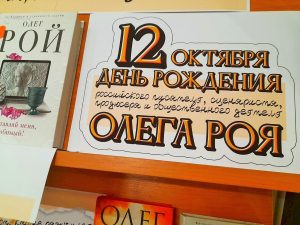 ОЛЕГ
РОЙ
12 ОКТЯБРЯ
ДЕНЬ РОЖДЕНИЯ
российского писателя, сценариста,
продюсера и общественного деятеля
ОЛЕГА РОЯ
ОЛЕГ